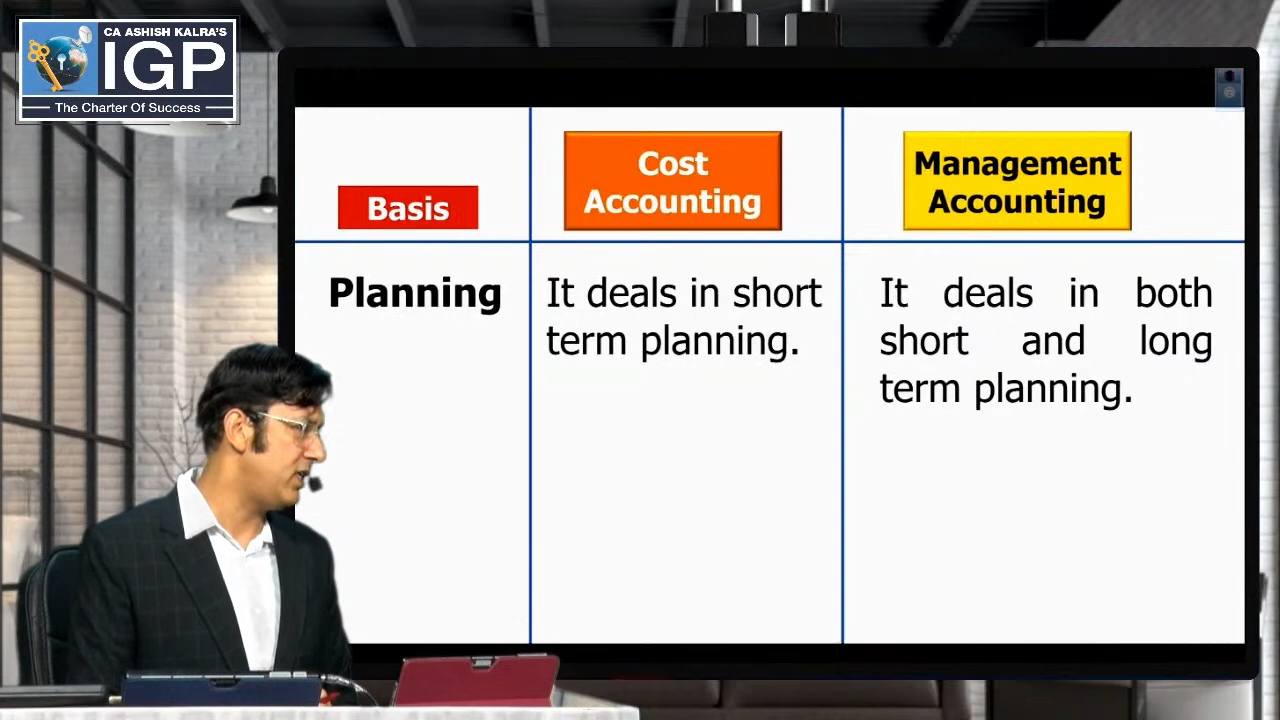 CA ASHISH KALRA'S
IGP
The Charter Of Success
Basis
Cost
Accounting
Management
Accounting
Planning
It deals in short
term planning.
It deals in both
short and long
term planning.